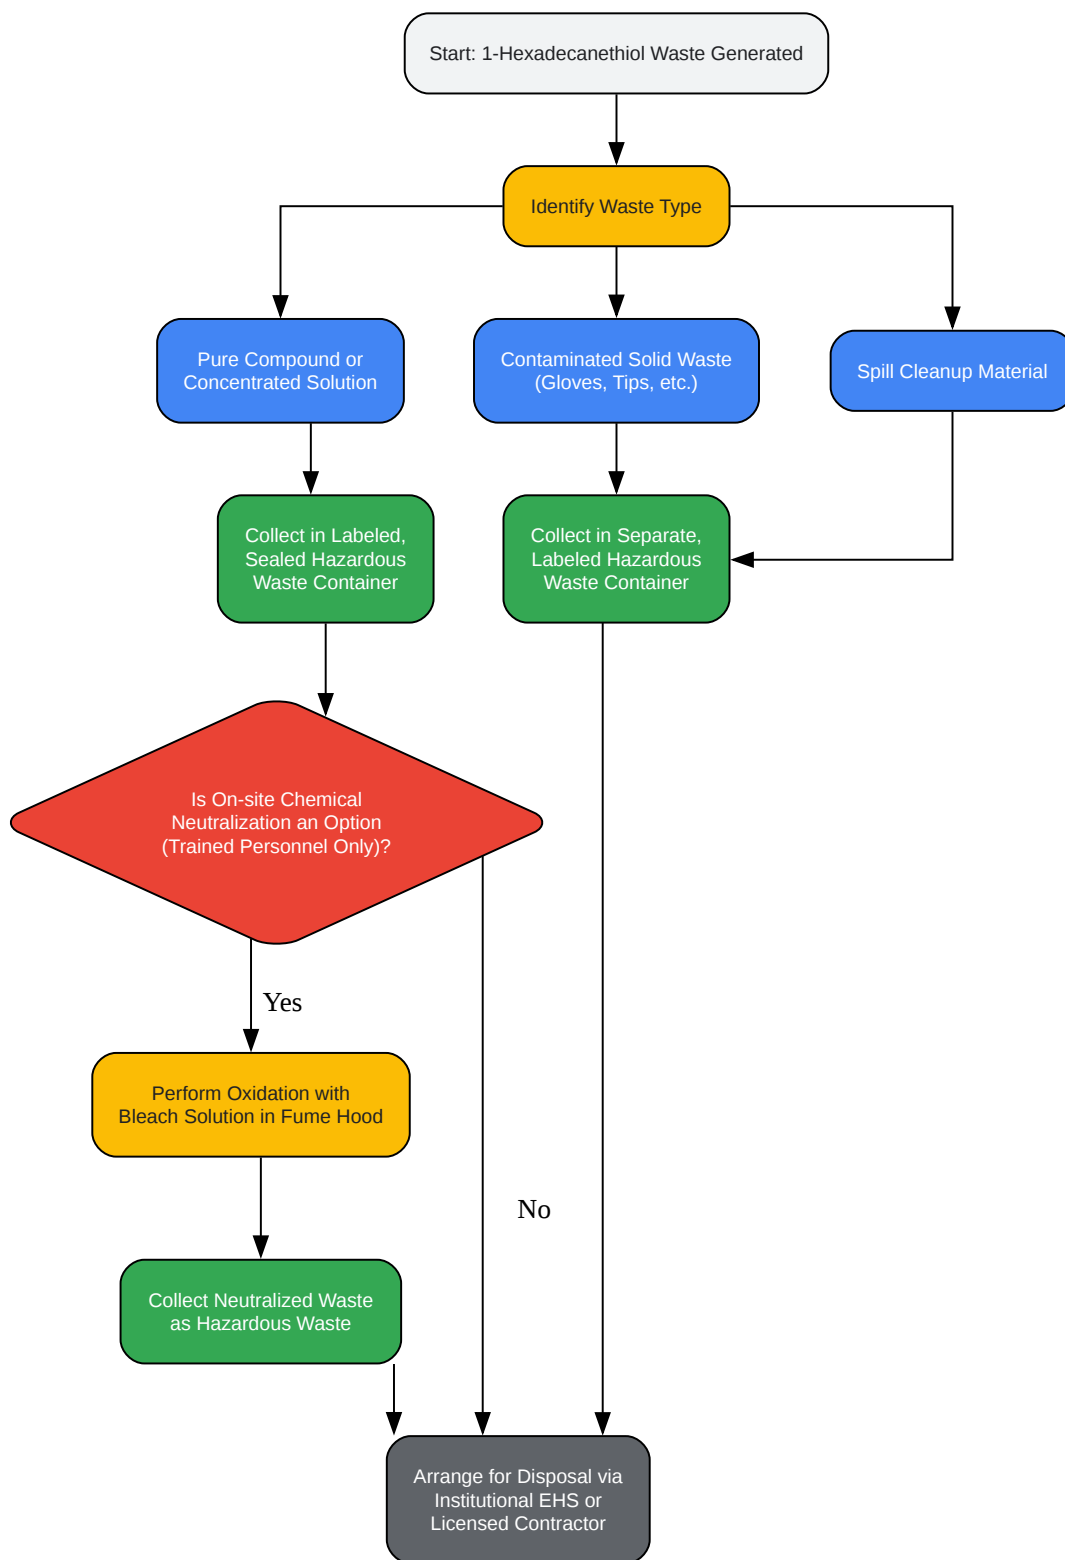 Start: 1-Hexadecanethiol Waste Generated
Identify Waste Type
Pure Compound or
Concentrated Solution
Contaminated Solid Waste
(Gloves, Tips, etc.)
Spill Cleanup Material
Collect in Labeled,
Sealed Hazardous
Waste Container
Collect in Separate,
Labeled Hazardous
Waste Container
Is On-site Chemical
Neutralization an Option
(Trained Personnel Only)?
Yes
Perform Oxidation with
Bleach Solution in Fume Hood
No
Collect Neutralized Waste
as Hazardous Waste
Arrange for Disposal via
Institutional EHS or
Licensed Contractor